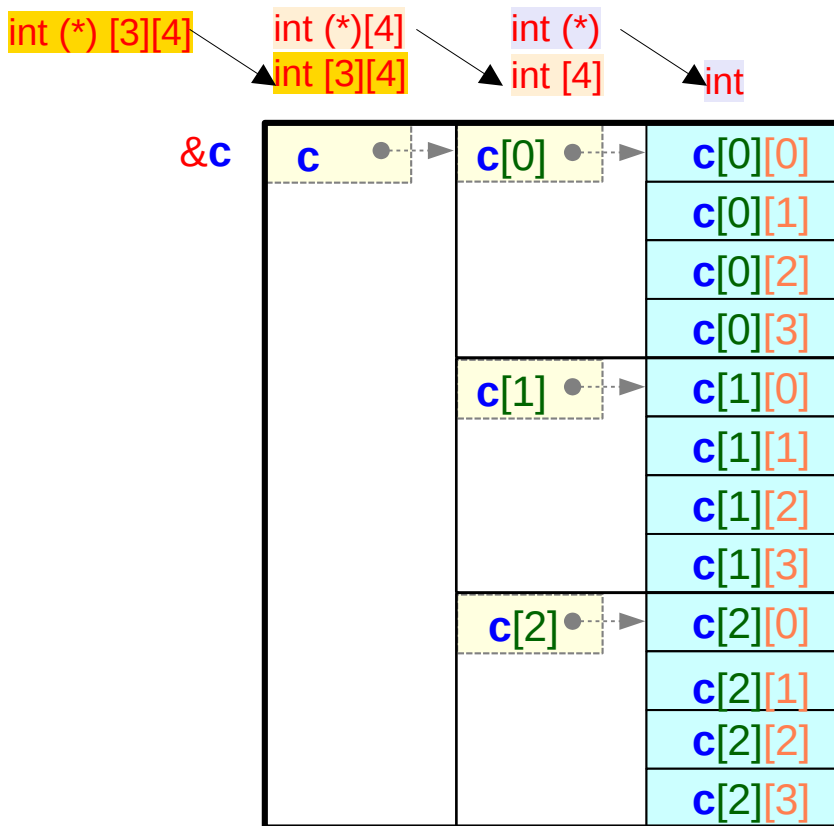 int (*) [3][4]
int (*)[4]
int (*)
int [3][4]
int [4]
int
&c
c
c[0]
c[0][0]
c[0][1]
c[0][2]
c[0][3]
c[1]
c[1][0]
c[1][1]
c[1][2]
c[1][3]
c[2]
c[2][0]
c[2][1]
c[2][2]
c[2][3]